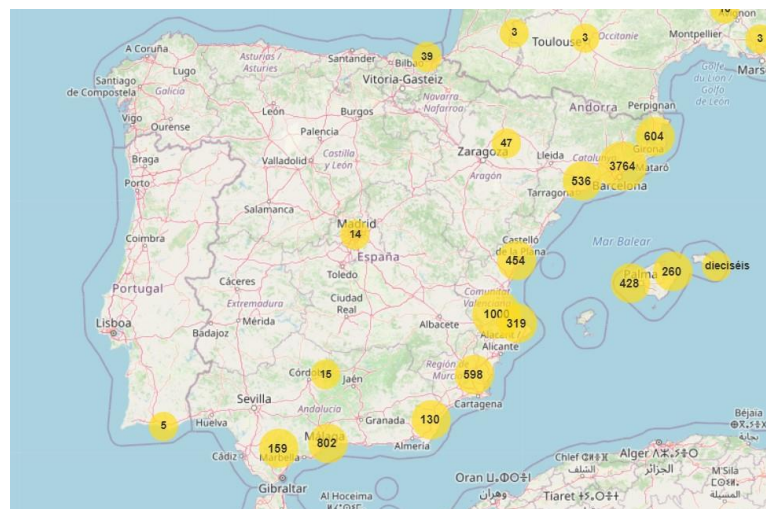 10
Avignon
3
3
Occitanie
Toulouse
Montpellier
3
Mars
A Coruña
Asturias /
Asturies
Santander
39
Bilbao
Vitoria-Gasteiz
Golfe
du Lion /
Golfo
de León
Lugo
Santiago
de Compostela
Galicia
Navarra -
Nafarroa
Andorra
Perpignan
León
Burgos
Vigo
Ourense
Palencia
604
Girona
Braga
Valladolid
Castilla
y León
47
Zaragoza
Lleida
Aragón
3764
Mataró
536
Barcelona
Tarragona
Porto
Salamanca
Madrid
14
España
Coimbra
Castelló
de la Plana
454
Mar Balear
dieciséis
Palma
260
428
Toledo
Cáceres
Portugal
Extremadura
Ciudad
Real
Comunitat
Valenciana
1000
319
Alacant /
Alicante
Lisboa
Mérida
Badajoz
Albacete
15
Jaén
Región de
598
Cartagena
Sevilla
Andalucía
Huelva
5
Granada
130
Almería
Málaga
802
159
Marbella
Cádiz
Gibraltar
Al Hoceima
Oran
وهران
Chlef
الشلف
Alger
الجزائر
Tiaret
Béjaïa
بجاية
M'Sila
المسيلة